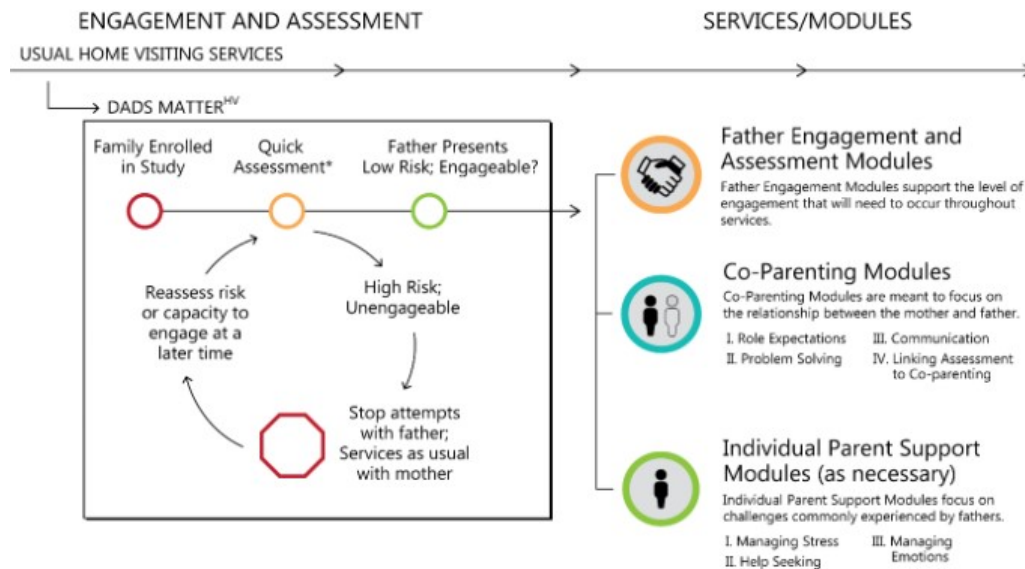 ENGAGEMENT AND ASSESSMENT
SERVICES/MODULES
USUAL HOME VISITING SERVICES
DADS MATTERHV
Family Enrolled
in Study
Quick
Assessment*
Father Presents
Low Risk; Engageable?
High Risk;
Unengageable
Reassess risk
or capacity to
engage at a
later time
Stop attempts
with father;
Services as usual
with mother
Father Engagement and
Assessment Modules
Father Engagement Modules support the level of
engagement that will need to occur throughout
services.
Co-Parenting Modules
Co-Parenting Modules are meant to focus on
the relationship between the mother and father.
I. Role Expectations
II. Problem Solving
III. Communication
IV. Linking Assessment
to Co-parenting
Individual Parent Support
Modules (as necessary)
Individual Parent Support Modules focus on
challenges commonly experienced by fathers.
I. Managing Stress
II. Help Seeking
III. Managing
Emotions